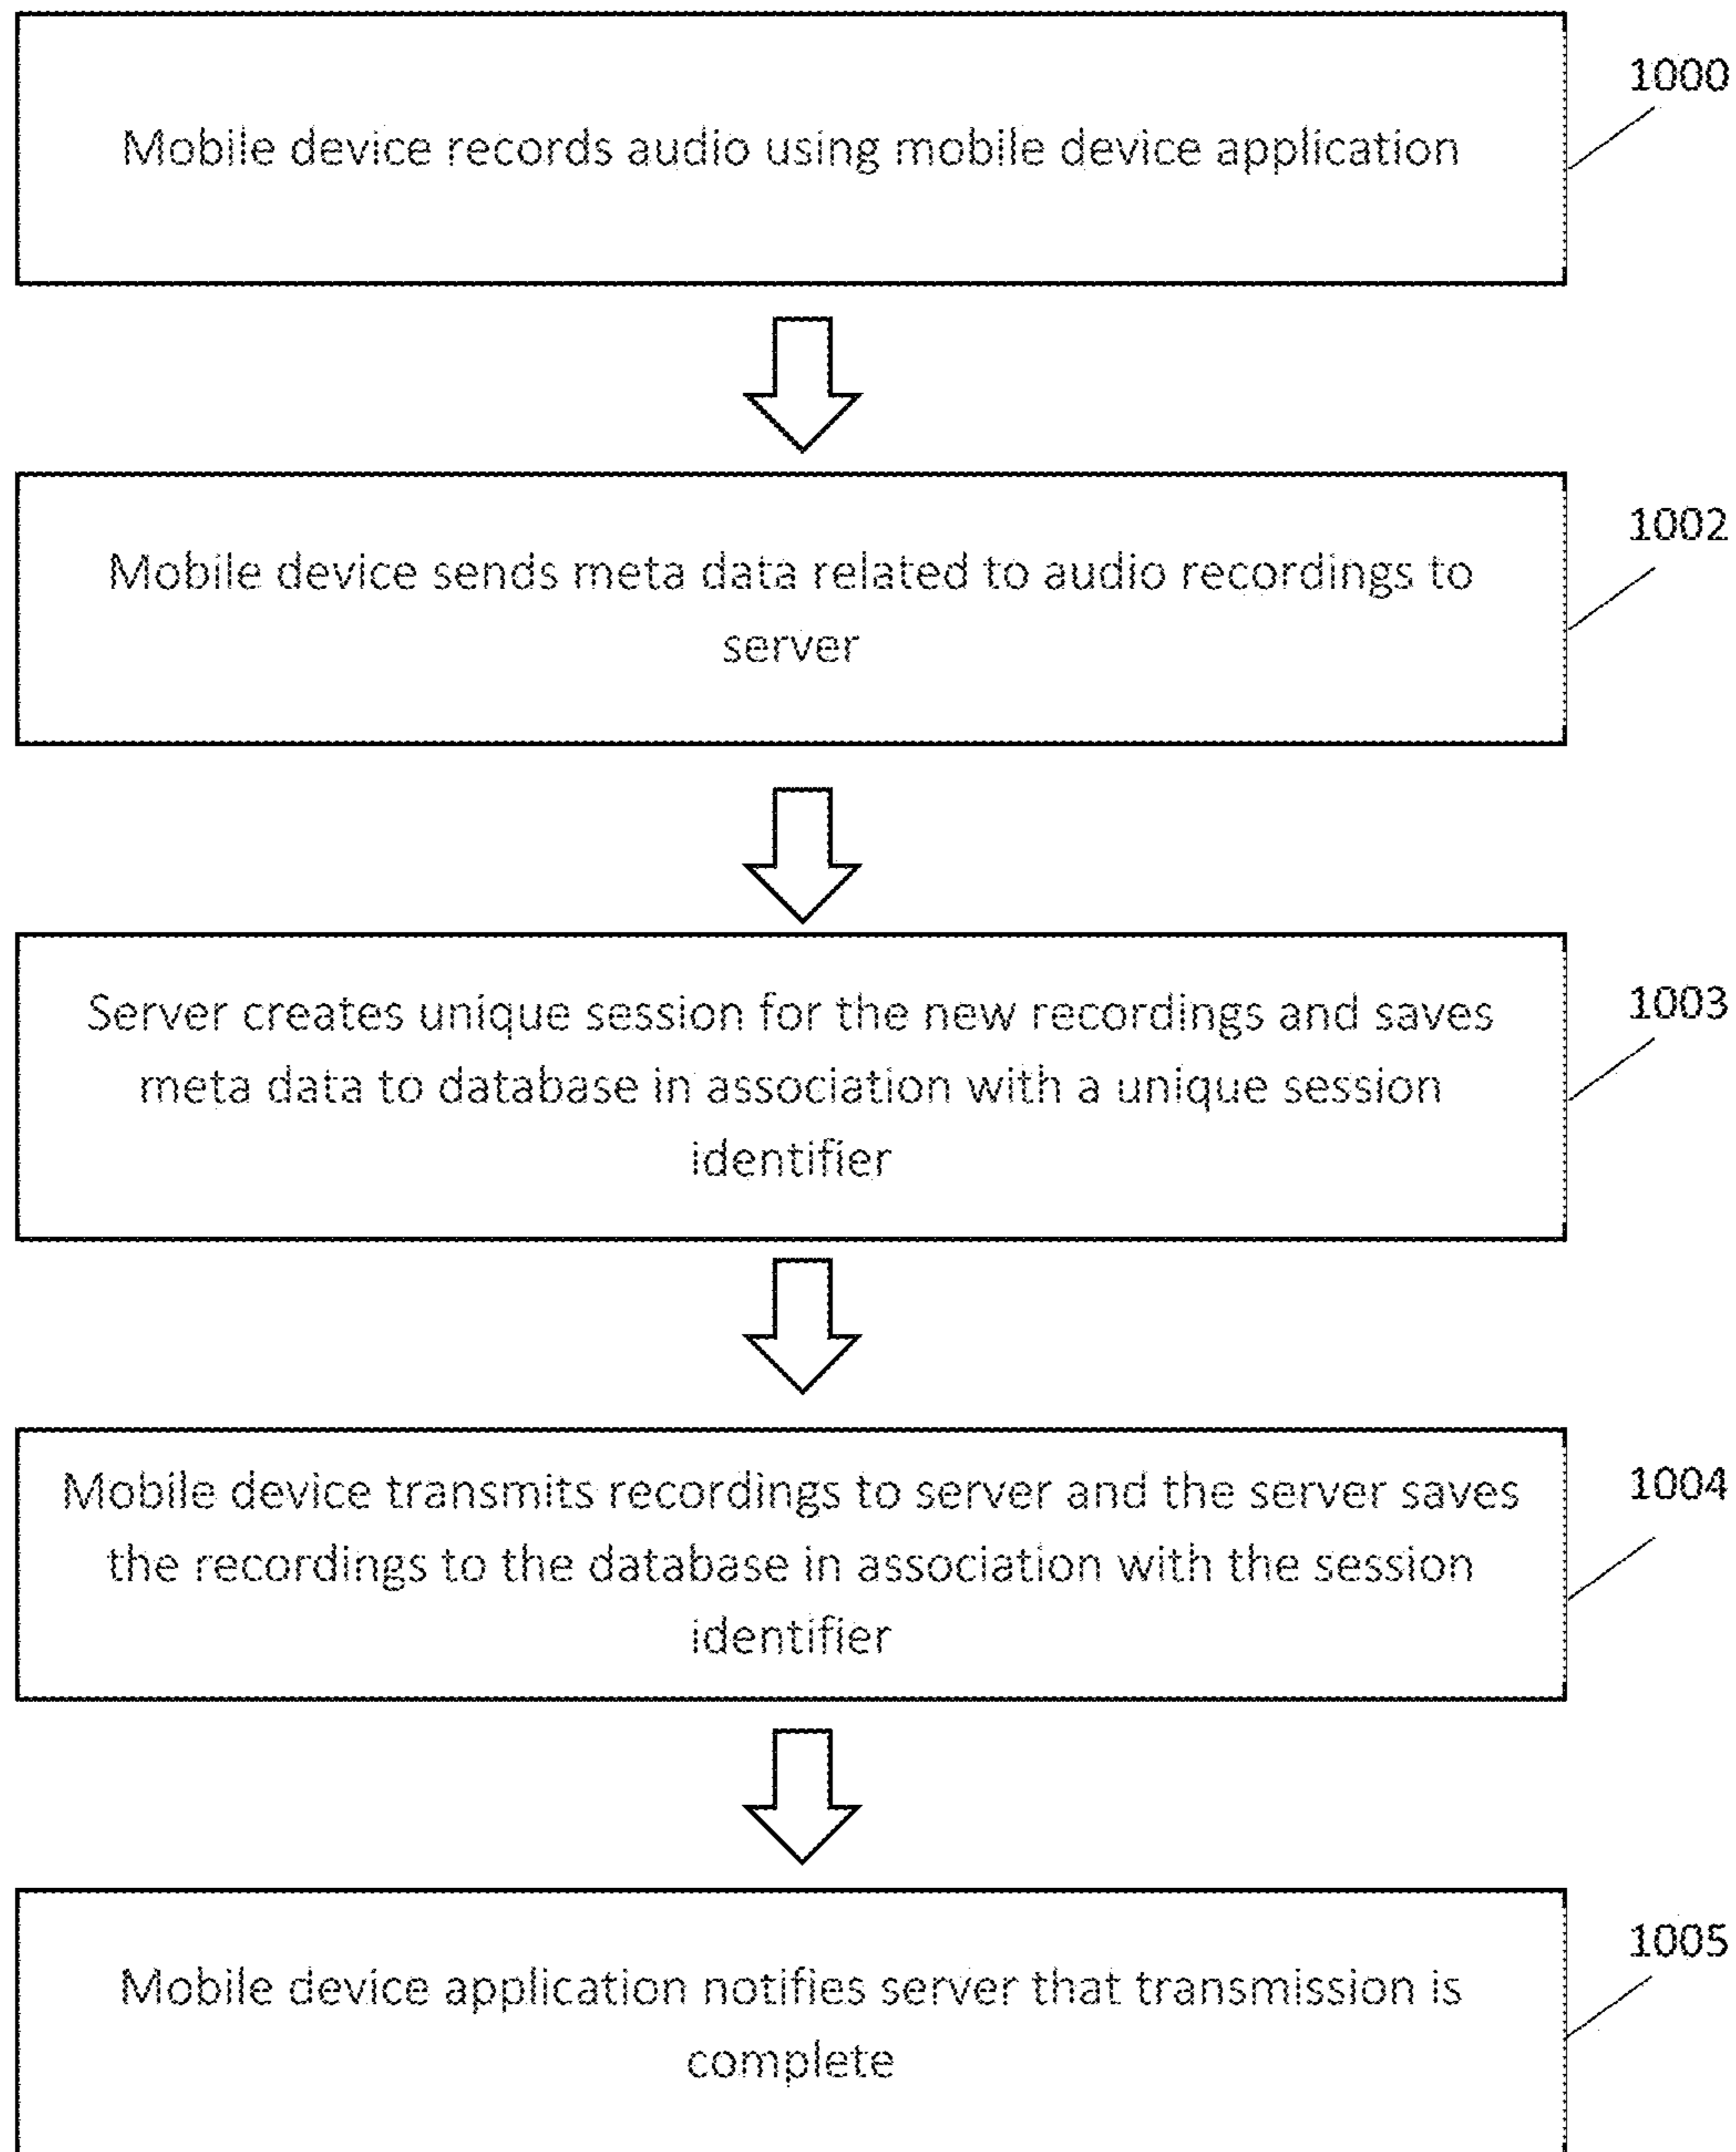 1000
Mobile device records audio using mobile device application
1002
Mobile device sends meta data related to audio recordings to
server
1003
Server creates unique session for the new recordings and saves
meta data to database in association with a unique session
identifier
1004
Mobile device transmits recordings to server and the server saves
the recordings to the database in association with the session
identifier
1005
Mobile device application notifies server that transmission is
complete